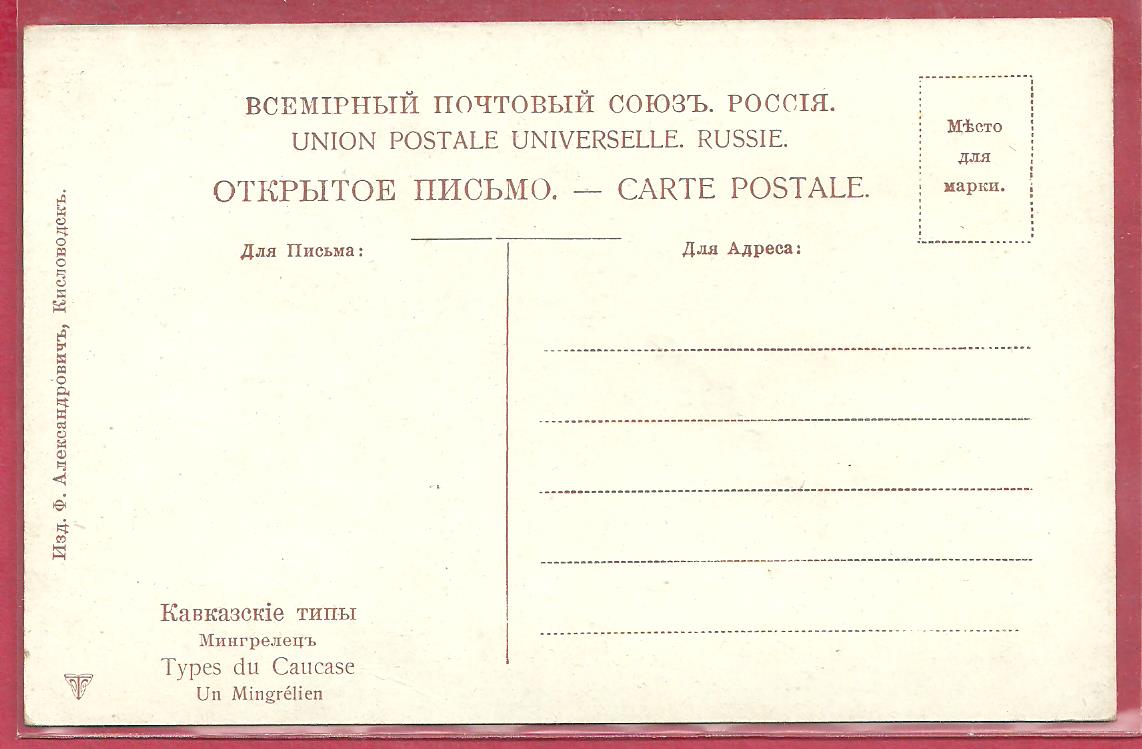 ВСЕМІРНЫЙ ПОЧТОВЫЙ СОЮЗЪ. РОССІЯ.
UNION POSTALE UNIVERSELLE. RUSSIE.
ОТКРЫТОЕ ПИСЬМО. — CARTE POSTALE.
Мѣсто
для
марки.
Для Письма:
Для Адреса:
Изд. Ф. Александровичъ, Кисловодскъ.
Кавказскіе типы
Мингрелецъ
Types du Caucase
Un Mingrélien